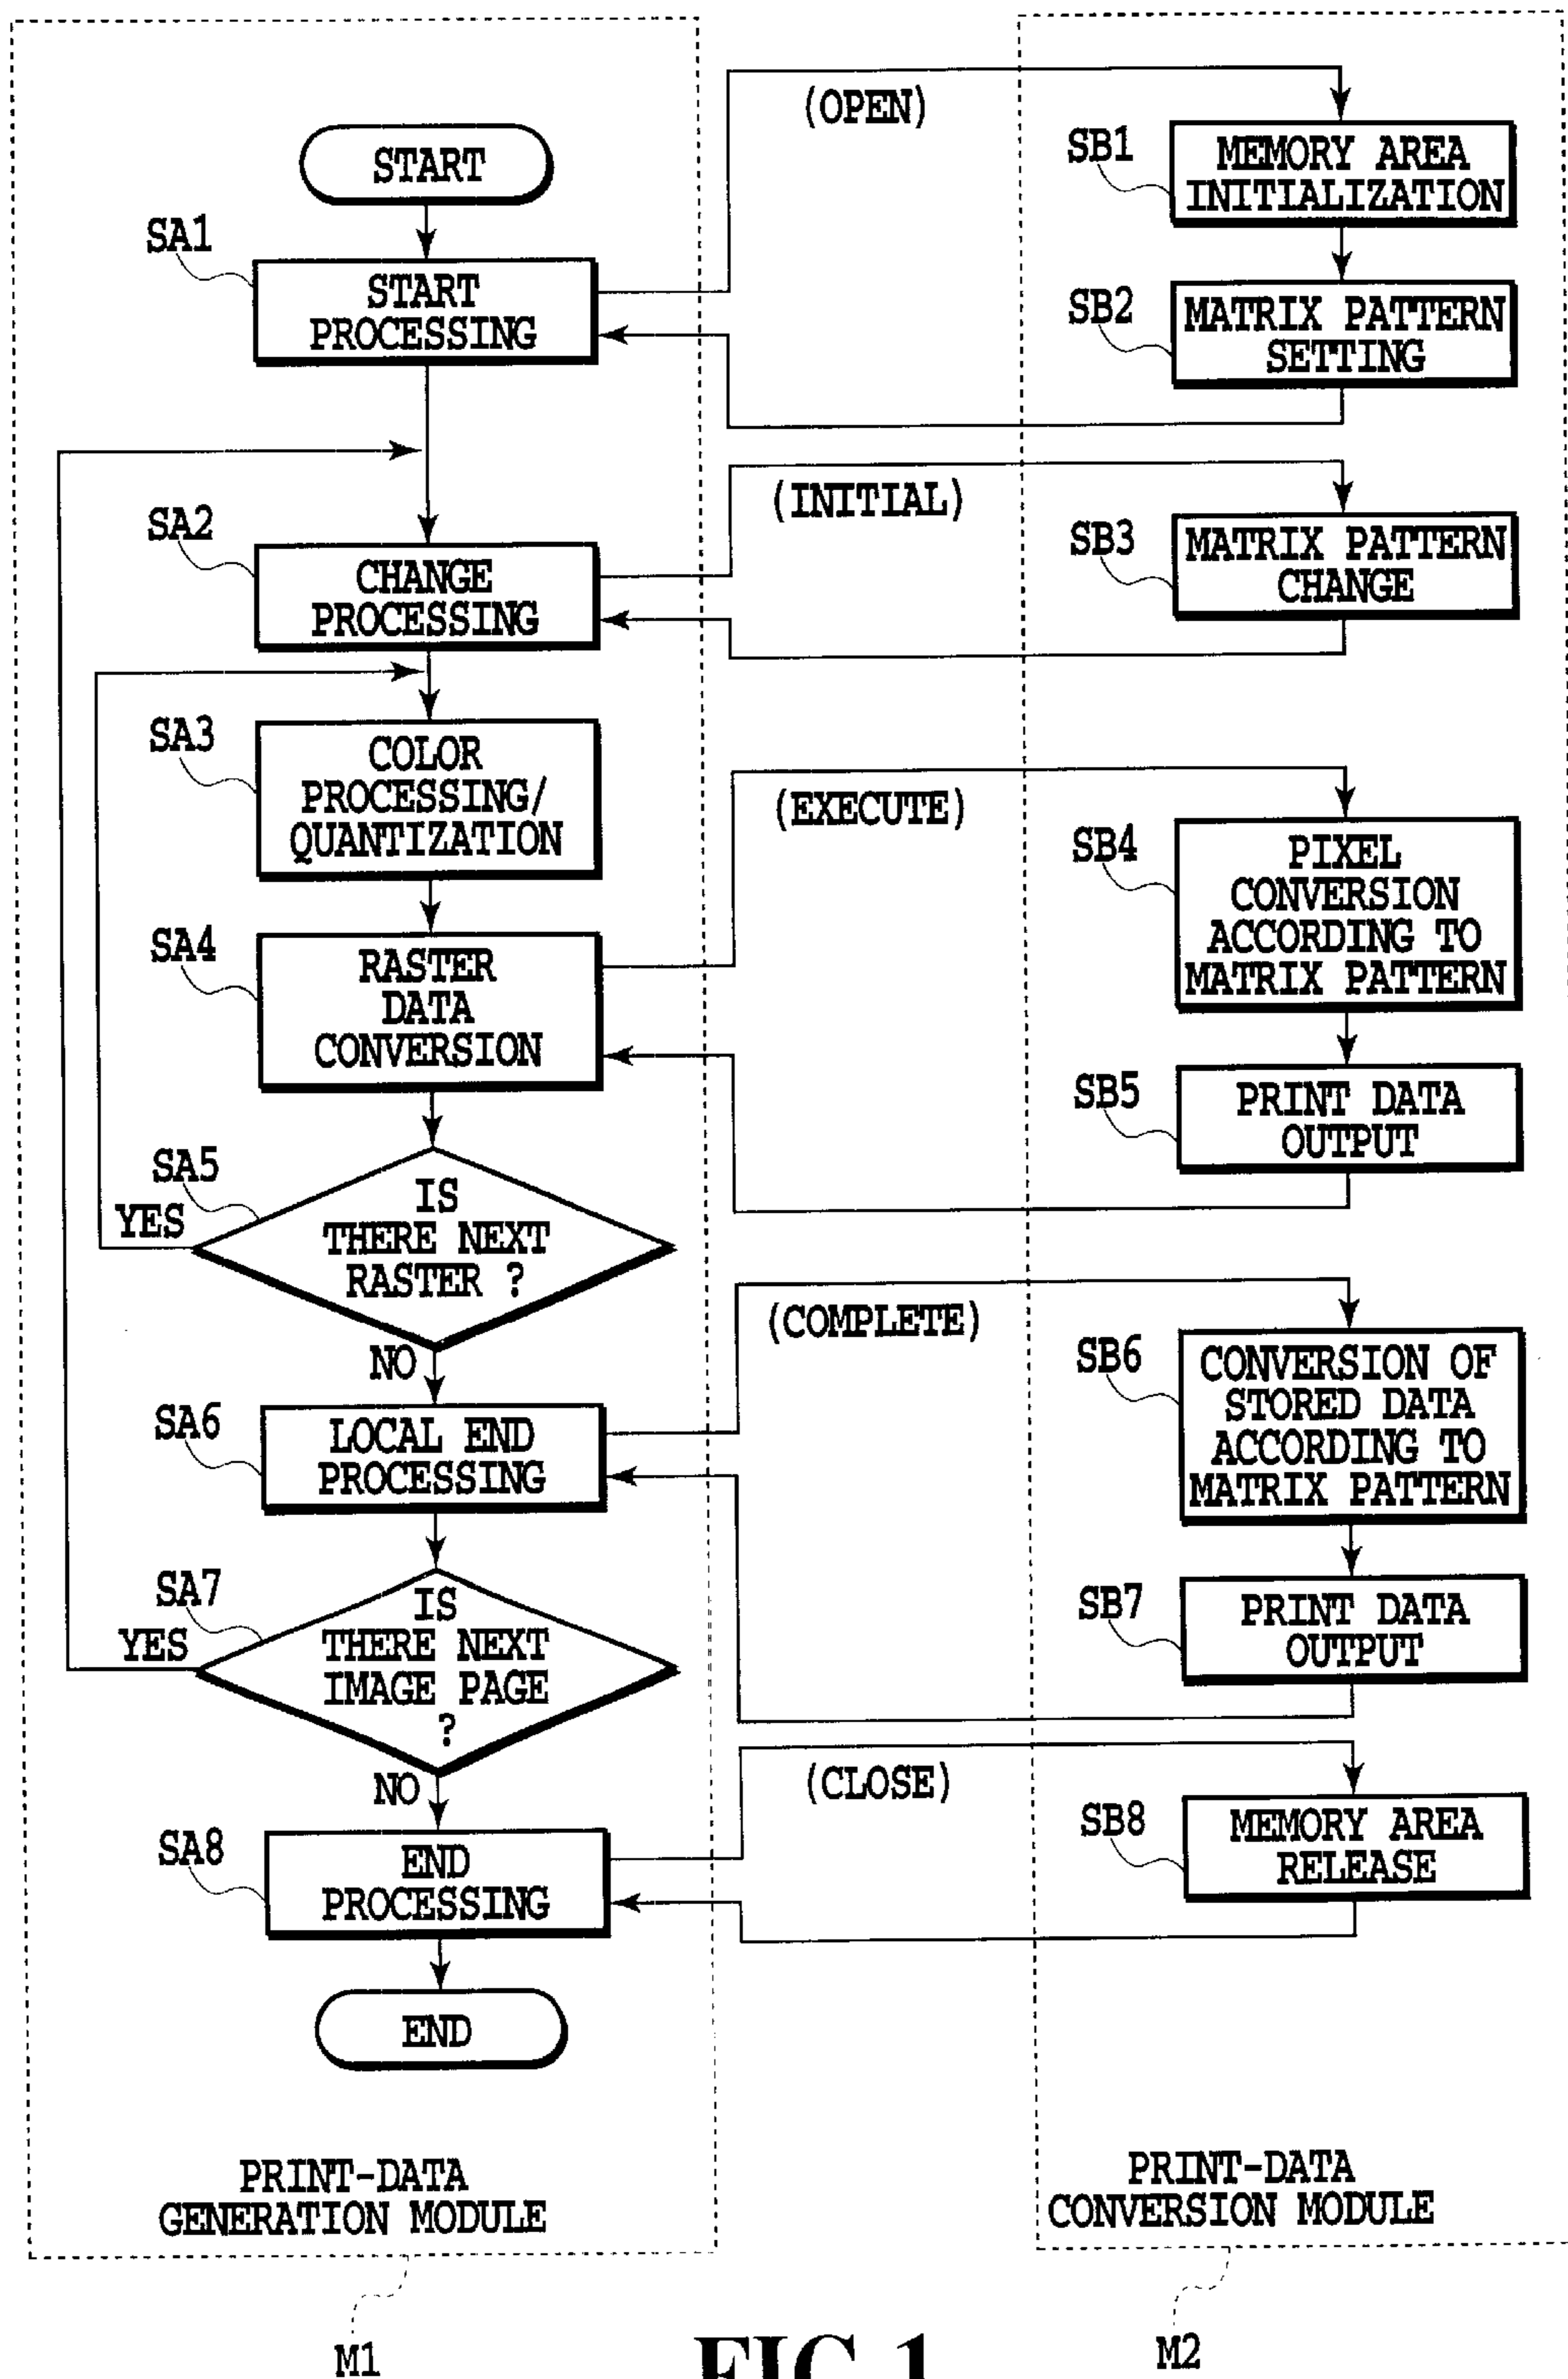 START
SA1
START
PROCESSING
(OPEN)
SB1
MEMORY AREA
INITIALIZATION
SB2
MATRIX PATTERN
SETTING
SA2
CHANGE
PROCESSING
(INITIAL)
SB3
MATRIX PATTERN
CHANGE
SA3
COLOR
PROCESSING/
QUANTIZATION
SA4
RASTER
DATA
CONVERSION
(EXECUTE)
SB4
PIXEL
CONVERSION
ACCORDING TO
MATRIX PATTERN
SB5
PRINT DATA
OUTPUT
SA5
YES
IS
THERE NEXT
RASTER ?
NO
SA6
LOCAL END
PROCESSING
(COMPLETE)
SB6
CONVERSION OF
STORED DATA
ACCORDING TO
MATRIX PATTERN
SB7
PRINT DATA
OUTPUT
SA7
YES
IS
THERE NEXT
IMAGE PAGE
?
NO
SA8
END
PROCESSING
(CLOSE)
SB8
MEMORY AREA
RELEASE
END
PRINT-DATA
GENERATION MODULE
PRINT-DATA
CONVERSION MODULE
M1
M2
FIG.1